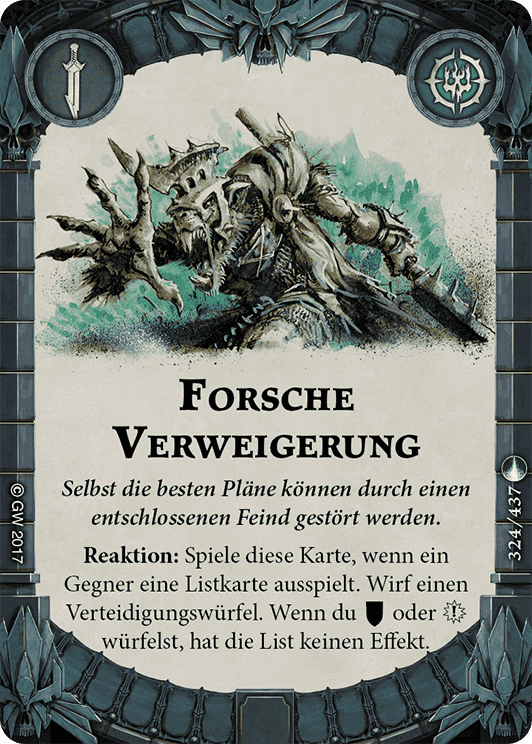 FORSCHE
VERWEIGERUNG
Selbst die besten Pläne können durch einen
entschlossenen Feind gestört werden.
Reaktion: Spiele diese Karte, wenn ein
Gegner eine Listkarte ausspielt. Wirf einen
Verteidigungswürfel. Wenn du oder
würfelst, hat die List keinen Effekt.
© GW 2017
324/437